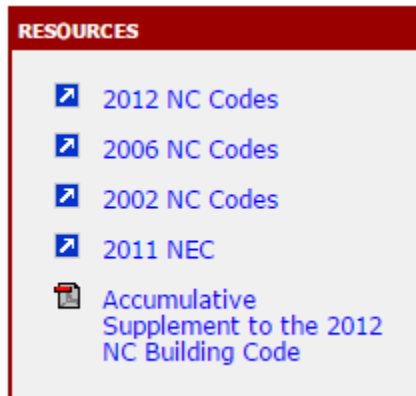 RESOURCES
2012 NC Codes
2006 NC Codes
2002 NC Codes
2011 NEC
Accumulative
Supplement to the 2012
NC Building Code